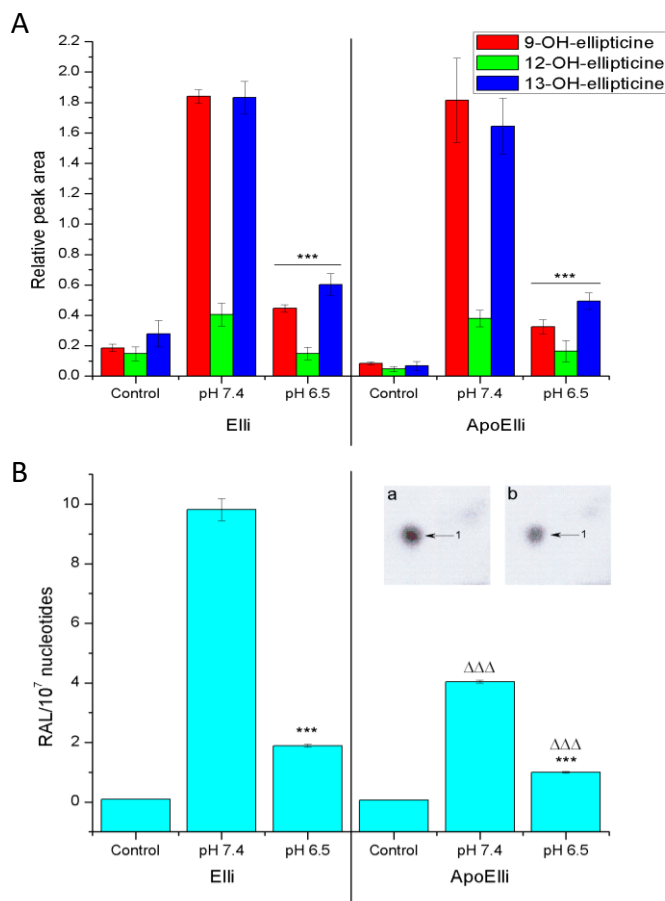 A
9-OH-ellipticine
12-OH-ellipticine
13-OH-ellipticine
Relative peak area
2.2
2.0
1.8
1.6
1.4
1.2
1.0
0.8
0.6
0.4
0.2
0.0
***
***
Control
pH 7.4
pH 6.5
Control
pH 7.4
pH 6.5
Elli
ApoElli
B
RAL/10⁷ nucleotides
10
8
6
4
2
0
a
1
b
1
***
ΔΔΔ
ΔΔΔ
***
Control
pH 7.4
pH 6.5
Control
pH 7.4
pH 6.5
Elli
ApoElli